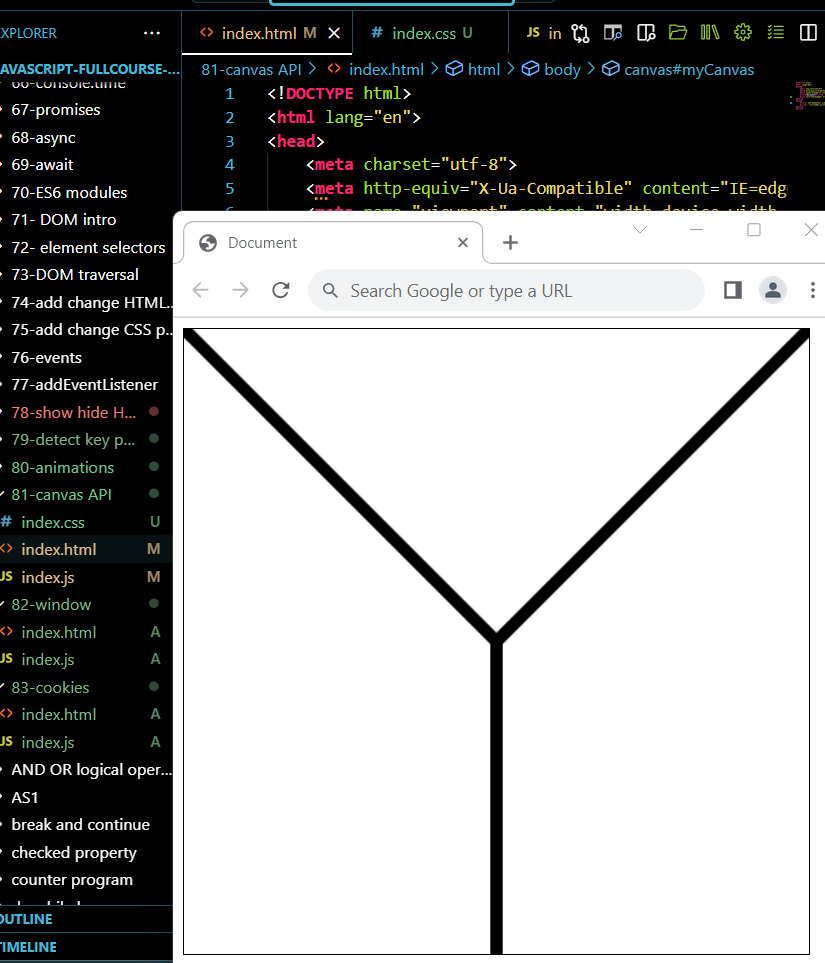 XPLORER ...
index.html M
# index.css U
JS in
AVASCRIPT-FULLCOURSE-...
81-canvas API > index.html > html > body > canvas#myCanvas
66-console.time
67-promises
68-async
69-await
70-ES6 modules
71- DOM intro
72- element selectors
73-DOM traversal
74-add change HTML...
75-add change CSS p...
76-events
77-addEventListener
78-show hide H...
79-detect key p...
80-animations
81-canvas API
# index.css U
index.html M
JS index.js M
82-window
index.html A
JS index.js A
83-cookies
index.html A
JS index.js A
AND OR logical oper...
AS1
break and continue
checked property
counter program
OUTLINE
TIMELINE
1 <!DOCTYPE html>
2 <html lang="en">
3 <head>
4 <meta charset="utf-8">
5 <meta http-equiv="X-Ua-Compatible" content="IE=edg
Document
Search Google or type a URL